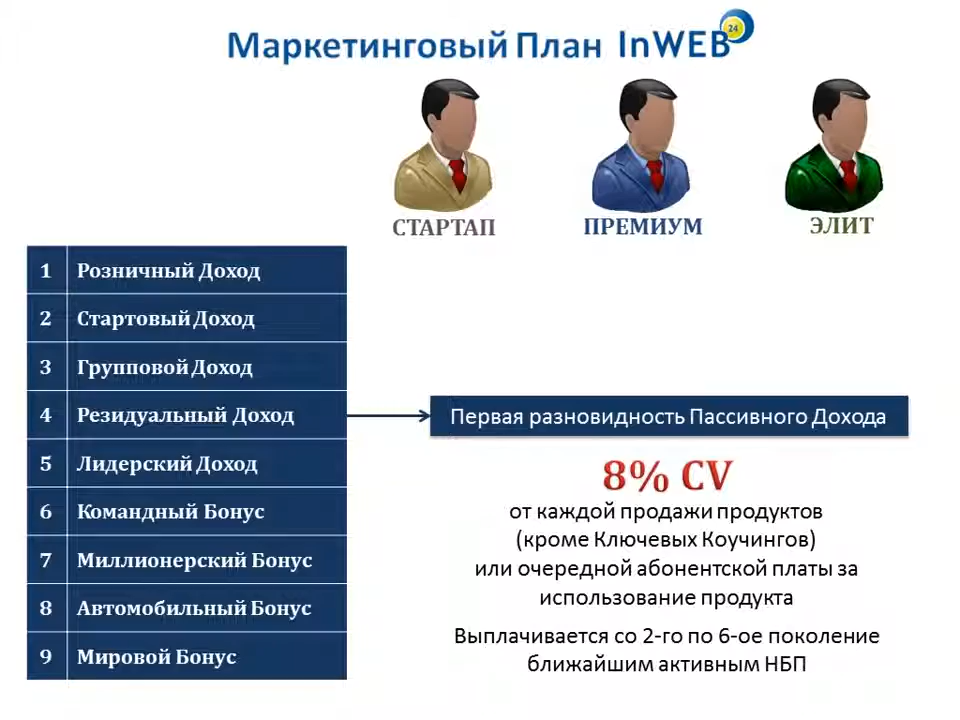 Маркетинговый План InWEB 24
СТАРТАП
ПРЕМИУМ
ЭЛИТ
1 Розничный Доход
2 Стартовый Доход
3 Групповой Доход
4 Резидуальный Доход
5 Лидерский Доход
6 Командный Бонус
7 Миллионерский Бонус
8 Автомобильный Бонус
9 Мировой Бонус
Первая разновидность Пассивного Дохода
8% CV
от каждой продажи продуктов
(кроме Ключевых Коучингов)
или очередной абонентской платы за
использование продукта
Выплачивается со 2-го по 6-ое поколение
ближайшим активным НБП